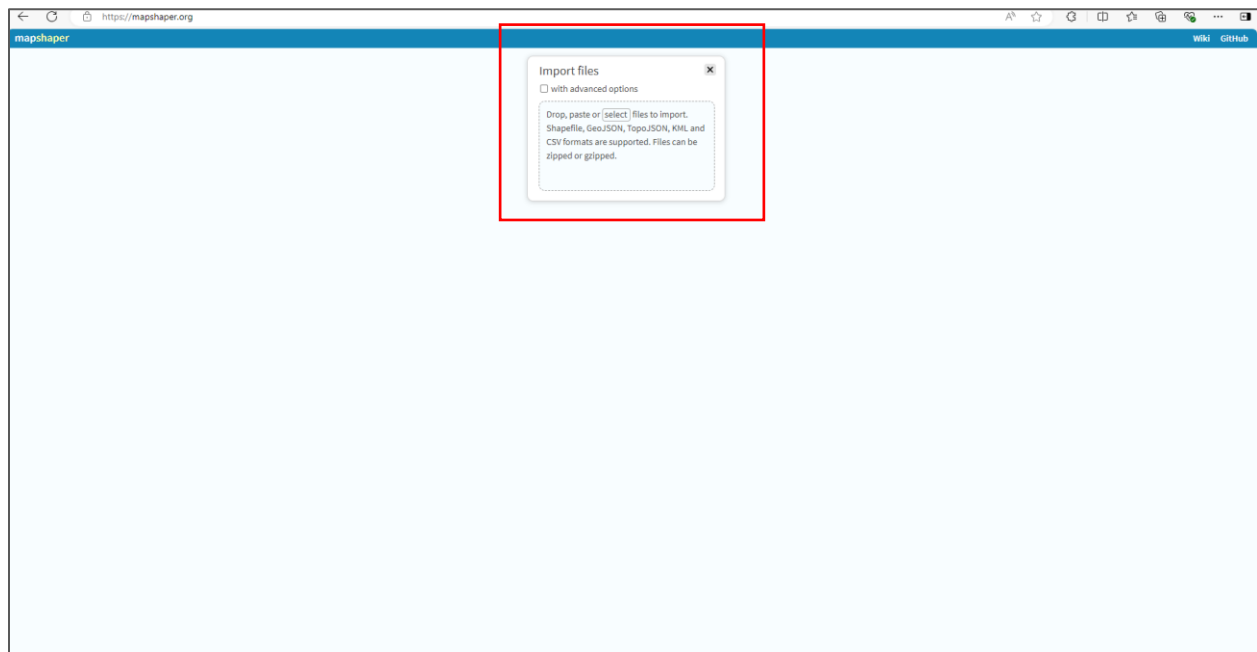 https://mapshaper.org
mapshaper
Wiki GitHub
Import files
with advanced options
Drop, paste or select files to import.
Shapefile, GeoJSON, TopoJSON, KML and
CSV formats are supported. Files can be
zipped or gzipped.